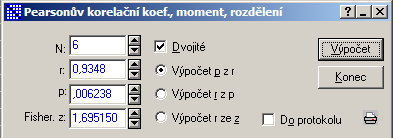 Pearsonův korelační koef., moment, rozdělení
N: 6
Dvojité
Výpočet
r: 0,9348
Výpočet p z r
Konec
p: ,006238
Výpočet r z p
Fisher. z: 1,695150
Výpočet r ze z
Do protokolu